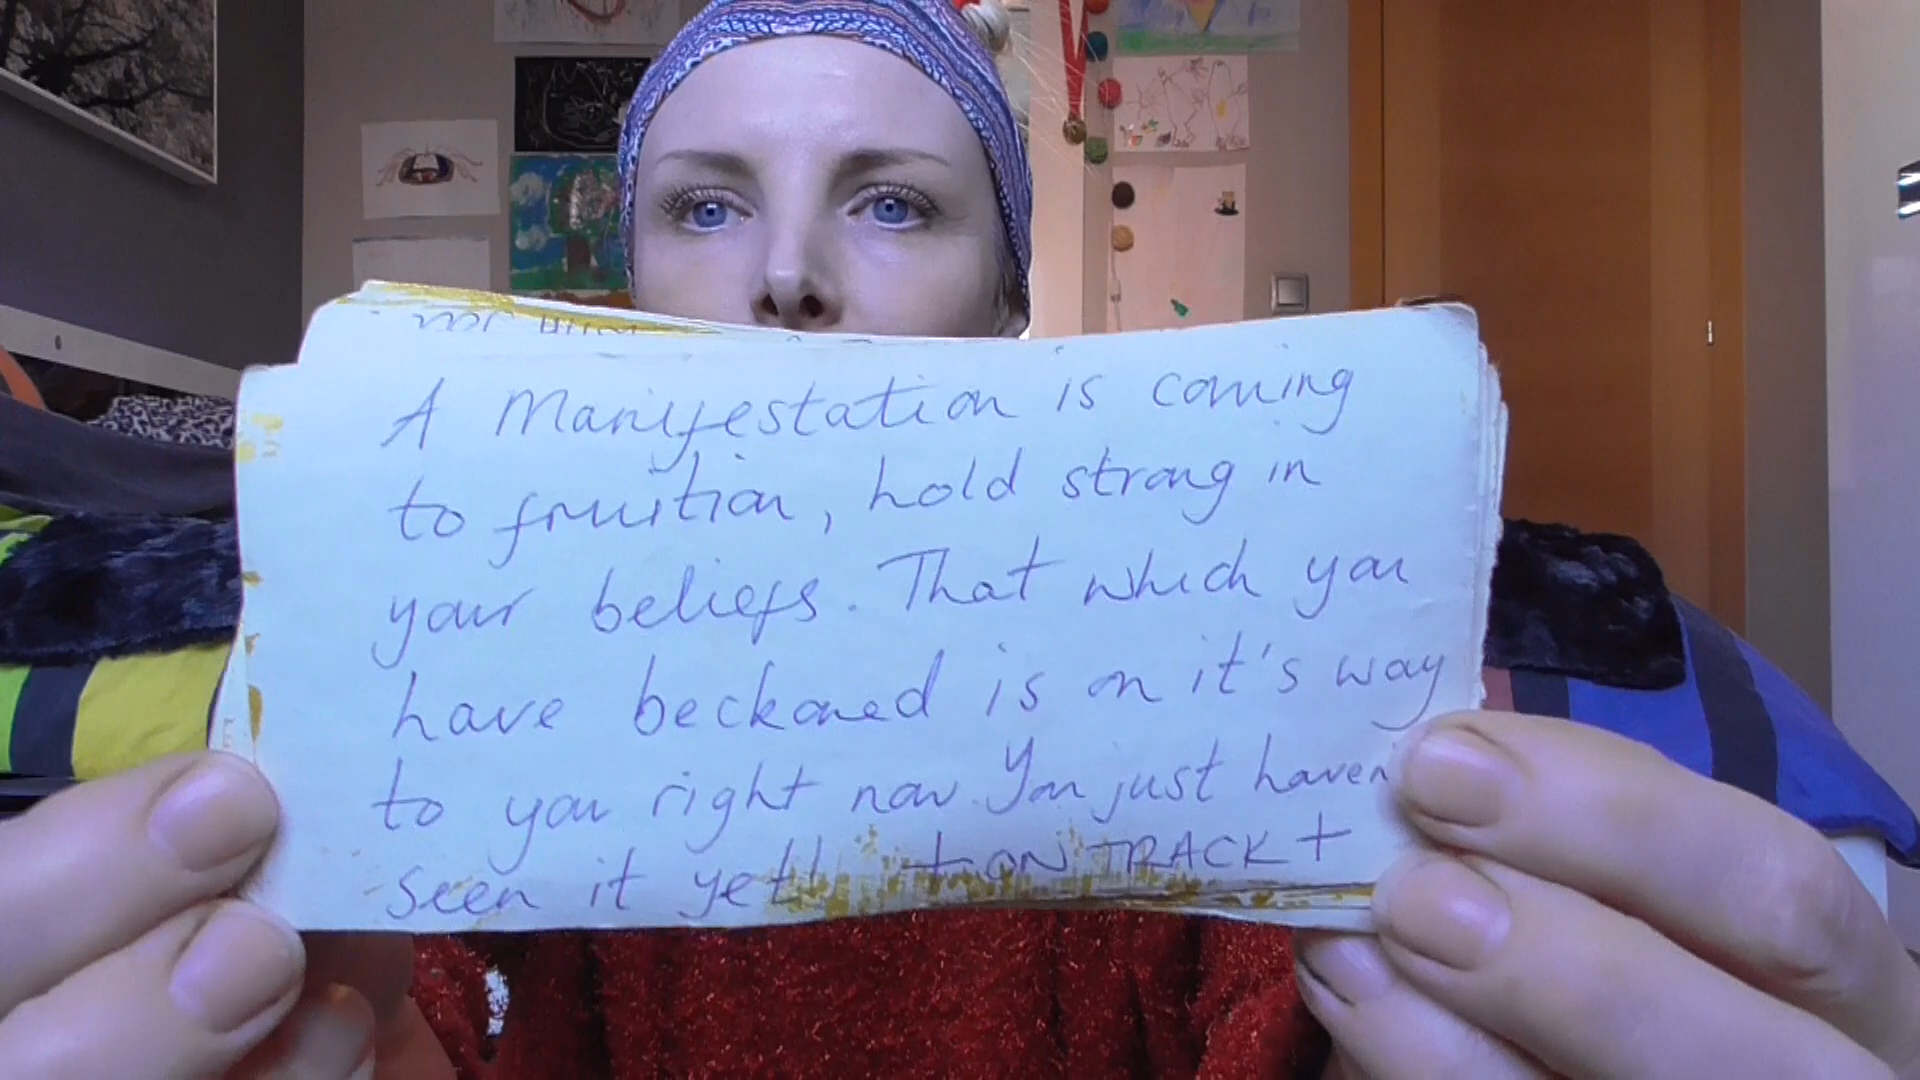 A Manifestation is coming
to fruition, hold strong in
your beliefs. That which you
have beckoned is on it's way
to you right now. You just haven
seen it yet! + ON TRACK +